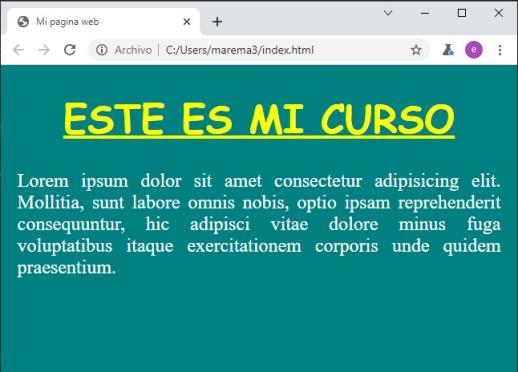 Mi pagina web
Archivo | C:/Users/marema3/index.html
e
ESTE ES MI CURSO
Lorem ipsum dolor sit amet consectetur adipisicing elit.
Mollitia, sunt labore omnis nobis, optio ipsam reprehenderit
consequuntur, hic adipisci vitae dolore minus fuga
voluptatibus itaque exercitationem corporis unde quidem
praesentium.